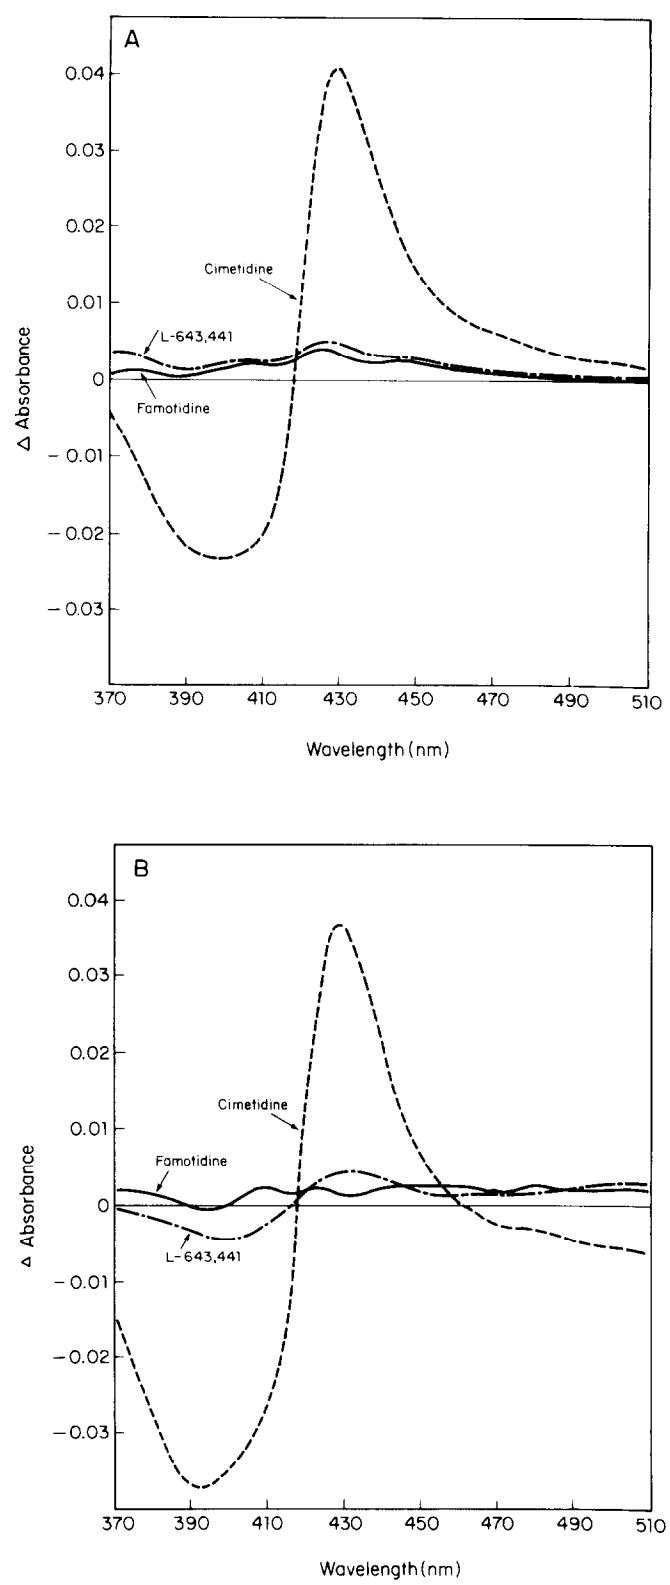 A
0.04
0.03
0.02
Cimetidine
0.01
L-643,441
0
Famotidine
Δ Absorbance
-0.01
-0.02
-0.03
370 390 410 430 450 470 490 510
Wavelength (nm)
B
0.04
0.03
0.02
Cimetidine
0.01
Famotidine
0
L-643,441
Δ Absorbance
-0.01
-0.02
-0.03
370 390 410 430 450 470 490 510
Wavelength (nm)